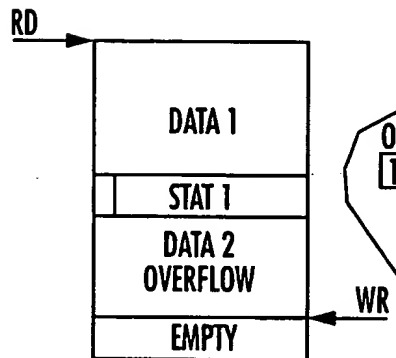 RD
DATA 1
STAT 1
DATA 2
OVERFLOW
WR
EMPTY